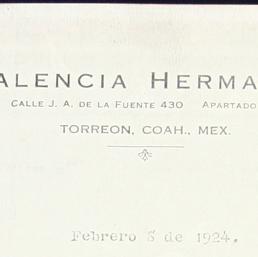 ALENCIA HERMA
CALLE J. A. DE LA FUENTE 430 APARTADO
TORREON, COAH., MEX.
Febrero 5 de 1924.